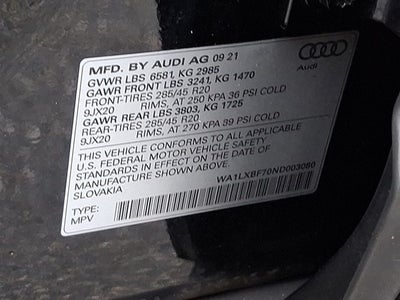 MFD. BY AUDI AG 09 21
GVWR LBS 6581, KG 2985
GAWR FRONT LBS 3241, KG 1470
FRONT-TIRES 285/45 R20
9JX20 RIMS, AT 250 KPA 36 PSI COLD
GAWR REAR LBS 3803, KG 1725
REAR-TIRES 285/45 R20
9JX20 RIMS, AT 270 KPA 39 PSI COLD
THIS VEHICLE CONFORMS TO ALL APPLICABLE
U.S. FEDERAL MOTOR VEHICLE SAFETY
STANDARDS IN EFFECT ON THE DATE OF
MANUFACTURE SHOWN ABOVE.
SLOVAKIA
WA1LXBF70ND003050
TYPE:
MPV
Audi